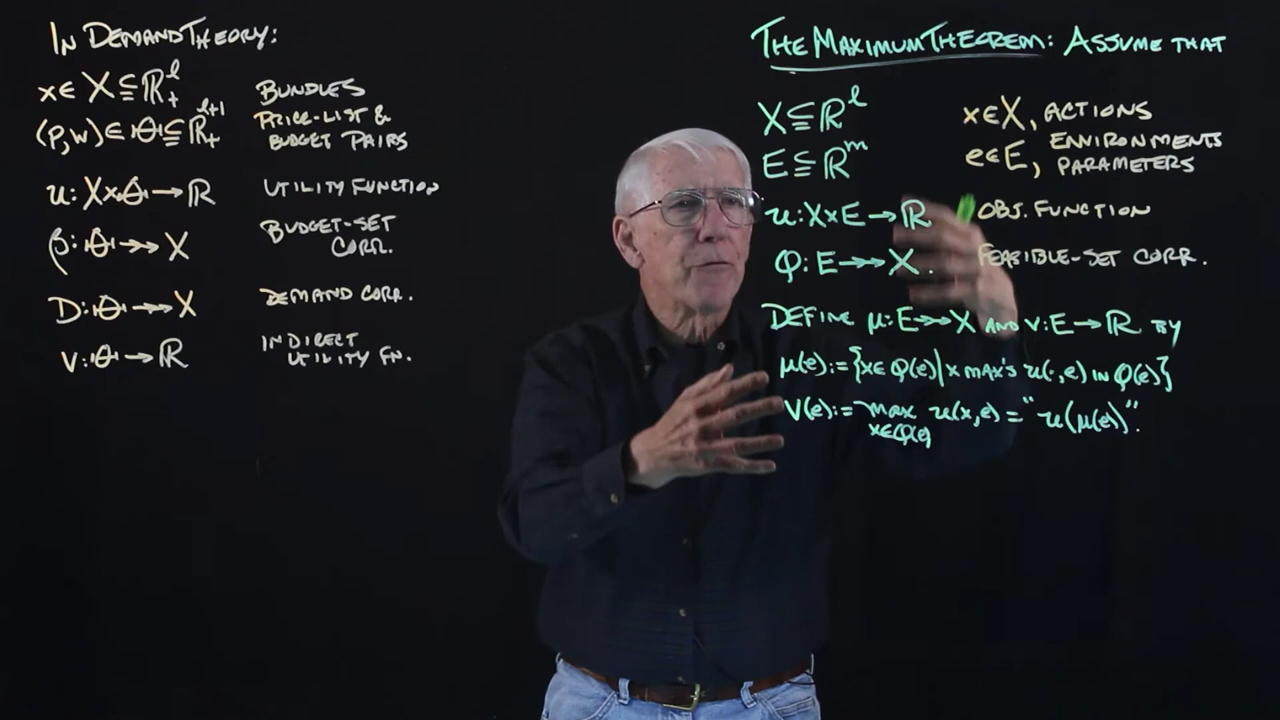 IN DEMAND THEORY:
x∈ X ⊆ ℝ^l_+ BUNDLES
(p,w) ∈ Θ ⊆ ℝ^{l+1}_+ PRICE-LIST & BUDGET PAIRS
u: X×Θ → ℝ UTILITY FUNCTION
β: Θ ↠ X BUDGET-SET CORR.
D: Θ ↠ X DEMAND CORR.
v: Θ → ℝ INDIRECT UTILITY FN.
THE MAXIMUM THEOREM: ASSUME THAT
X ⊆ ℝ^l x∈X, ACTIONS
E ⊆ ℝ^m e∈E, ENVIRONMENTS PARAMETERS
u: X×E → ℝ OBJ. FUNCTION
φ: E ↠ X. FEASIBLE-SET CORR.
DEFINE μ: E ↠ X AND v: E → ℝ BY
μ(e) := {x∈ φ(e) | x MAX'S u(·,e) IN φ(e)}
v(e) := max u(x,e) = "u(μ(e))".
x∈φ(e)